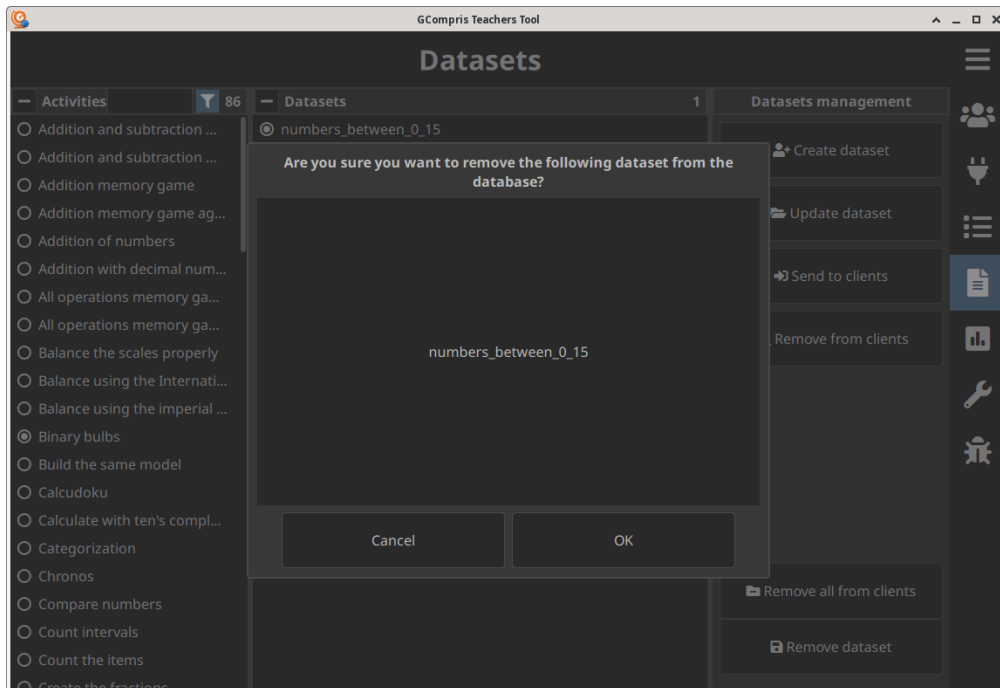 GCompris Teachers Tool
Datasets
Activities 86
Datasets 1
Datasets management
Addition and subtraction ...
Addition and subtraction ...
Addition memory game
Addition memory game ag...
Addition of numbers
Addition with decimal num...
All operations memory ga...
All operations memory ga...
Balance the scales properly
Balance using the Internati...
Balance using the imperial ...
Binary bulbs
Build the same model
Calcudoku
Calculate with ten's compl...
Categorization
Chronos
Compare numbers
Count intervals
Count the items
Create the fractions
numbers_between_0_15
Are you sure you want to remove the following dataset from the
database?
numbers_between_0_15
Cancel
OK
Create dataset
Update dataset
Send to clients
Remove from clients
Remove all from clients
Remove dataset